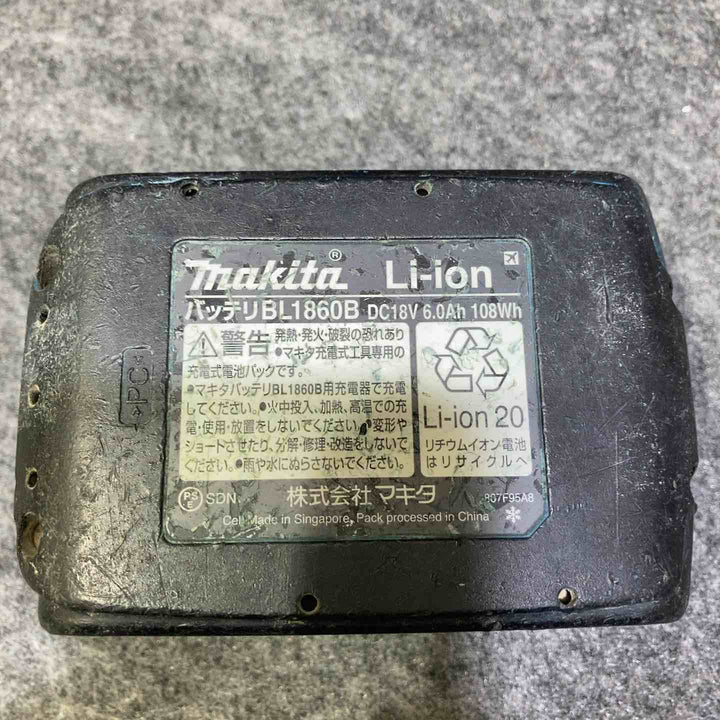 makita® Li-ion
バッテリBL1860B DC18V 6.0Ah 108Wh
警告 発熱・発火・破裂の恐れあり
●マキタ充電式工具専用の
充電式電池パックです。
●マキタバッテリBL1860B用充電器で充電
してください。●火中投入、加熱、高温での充
電・使用・放置をしないでください。●変形や
ショートさせたり、分解・修理・改造をしないで
ください。●雨や水にぬらさないでください。
Li-ion 20
リチウムイオン電池
はリサイクルへ
PS E SDN 株式会社 マキタ 807F95A8
Cell Made in Singapore, Pack processed in China
>PC<